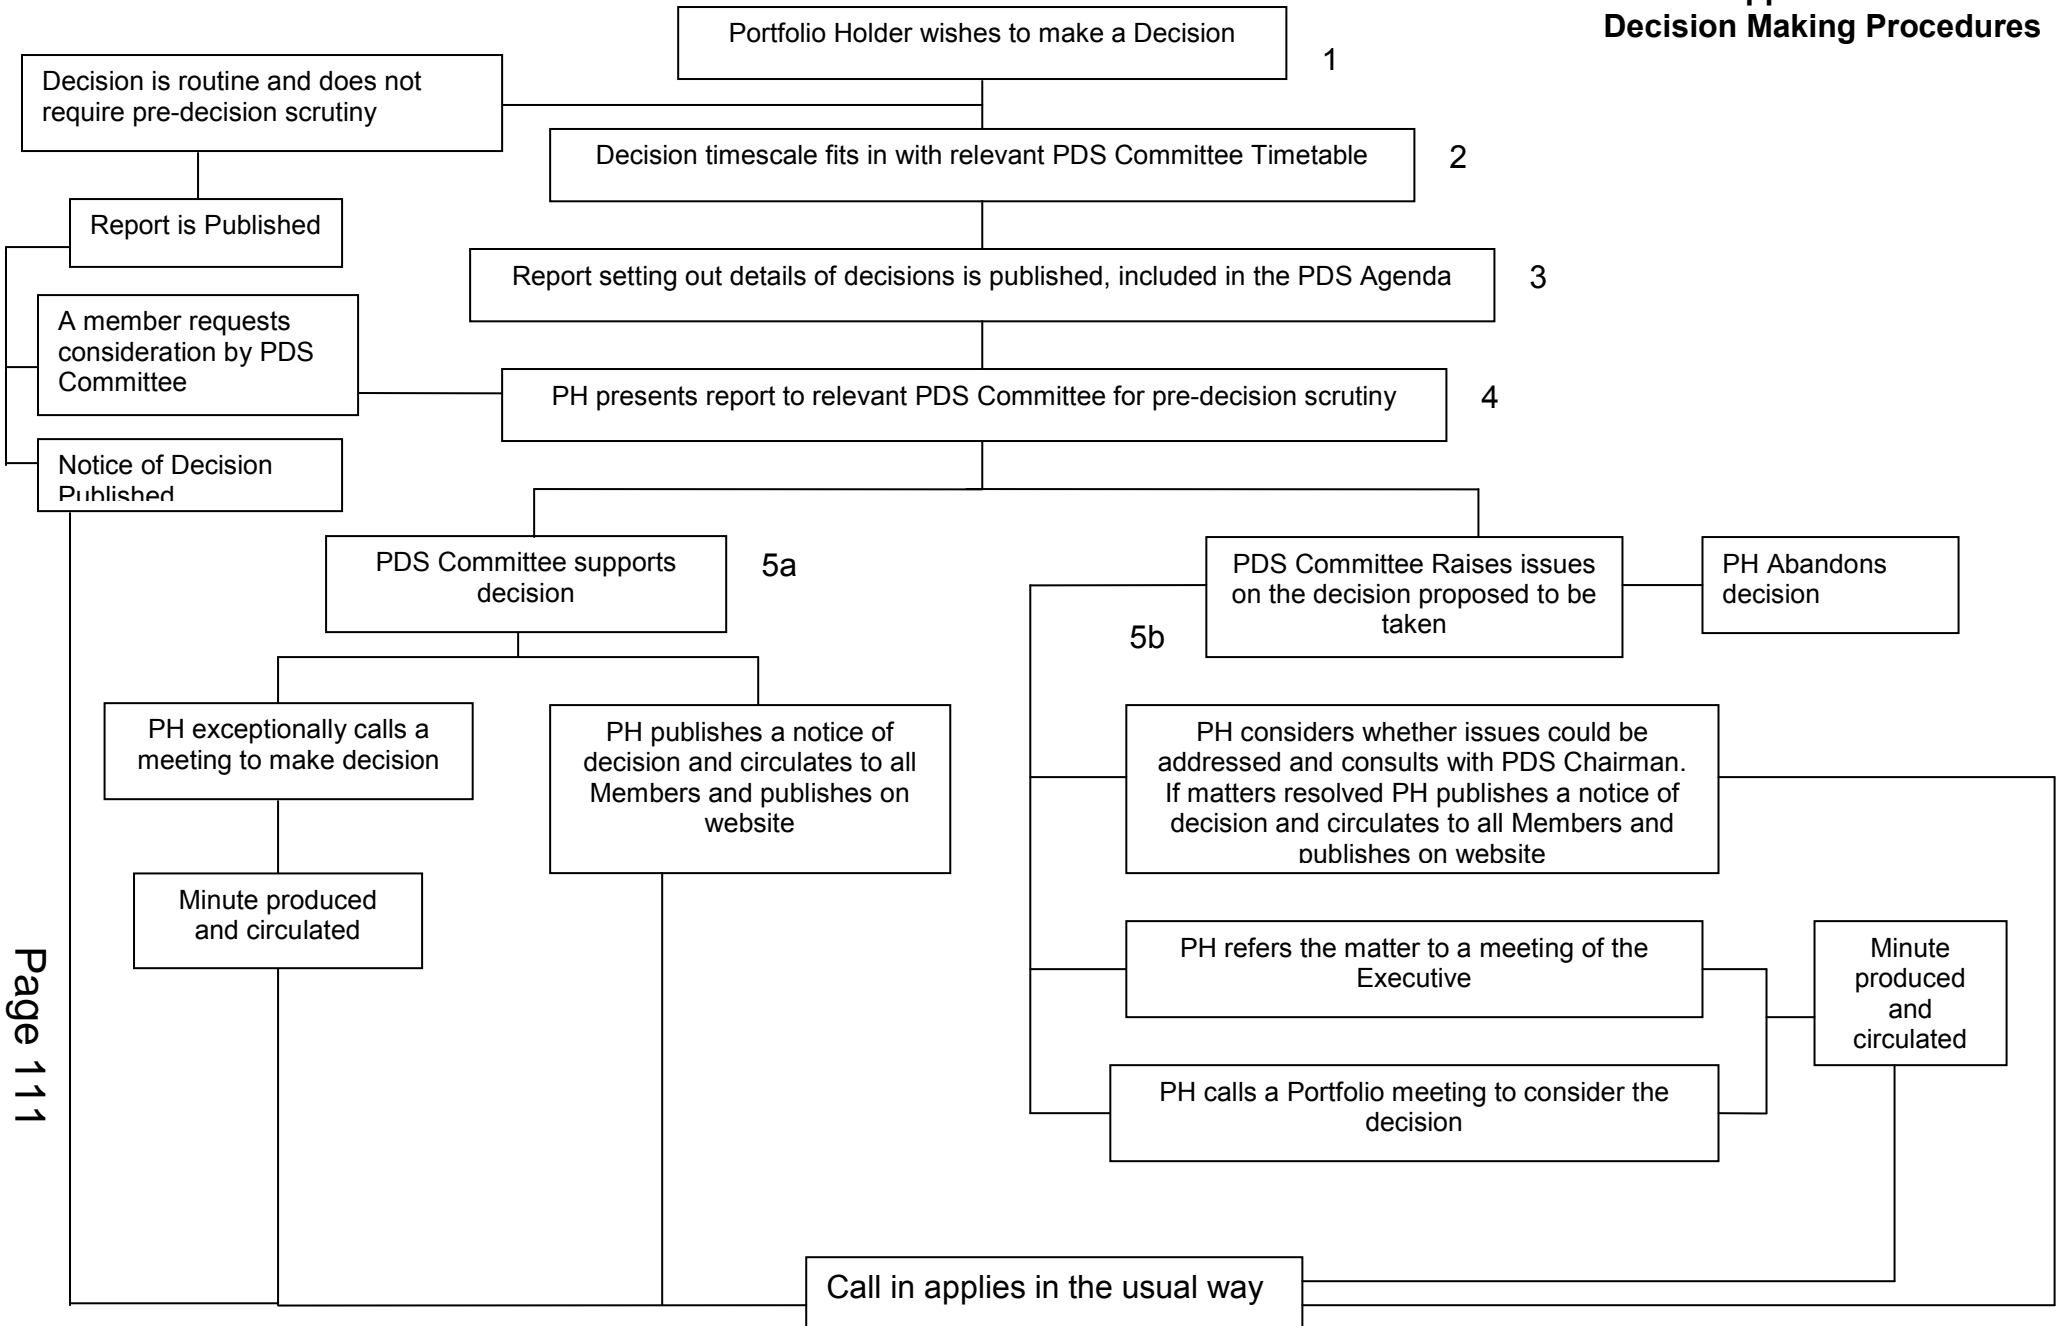 Decision Making Procedures
Portfolio Holder wishes to make a Decision
1
Decision is routine and does not
require pre-decision scrutiny
Decision timescale fits in with relevant PDS Committee Timetable
2
Report is Published
Report setting out details of decisions is published, included in the PDS Agenda
3
A member requests
consideration by PDS
Committee
PH presents report to relevant PDS Committee for pre-decision scrutiny
4
Notice of Decision
Published
PDS Committee supports
decision
5a
PDS Committee Raises issues
on the decision proposed to be
taken
5b
PH Abandons
decision
PH exceptionally calls a
meeting to make decision
PH publishes a notice of
decision and circulates to all
Members and publishes on
website
PH considers whether issues could be
addressed and consults with PDS Chairman.
If matters resolved PH publishes a notice of
decision and circulates to all Members and
publishes on website
Minute produced
and circulated
PH refers the matter to a meeting of the
Executive
Minute
produced
and
circulated
PH calls a Portfolio meeting to consider the
decision
Call in applies in the usual way
Page 111